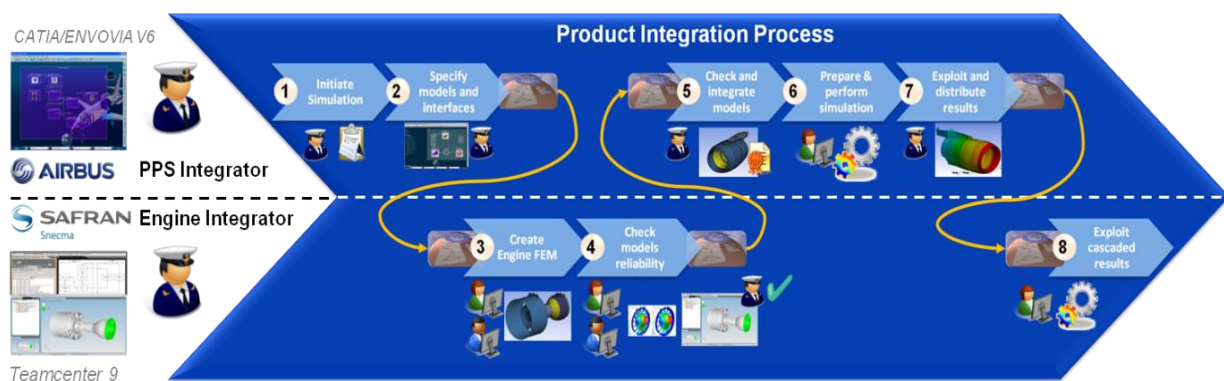 CATIA/ENVOVIA V6
Product Integration Process
1
Initiate
Simulation
2
Specify
models and
interfaces
5
Check and
integrate
models
6
Prepare &
perform
simulation
7
Exploit and
distribute
results
AIRBUS
PPS Integrator
SAFRAN
Snecma
Engine Integrator
3
Create
Engine FEM
4
Check
models
reliability
8
Exploit
cascaded
results
Teamcenter 9